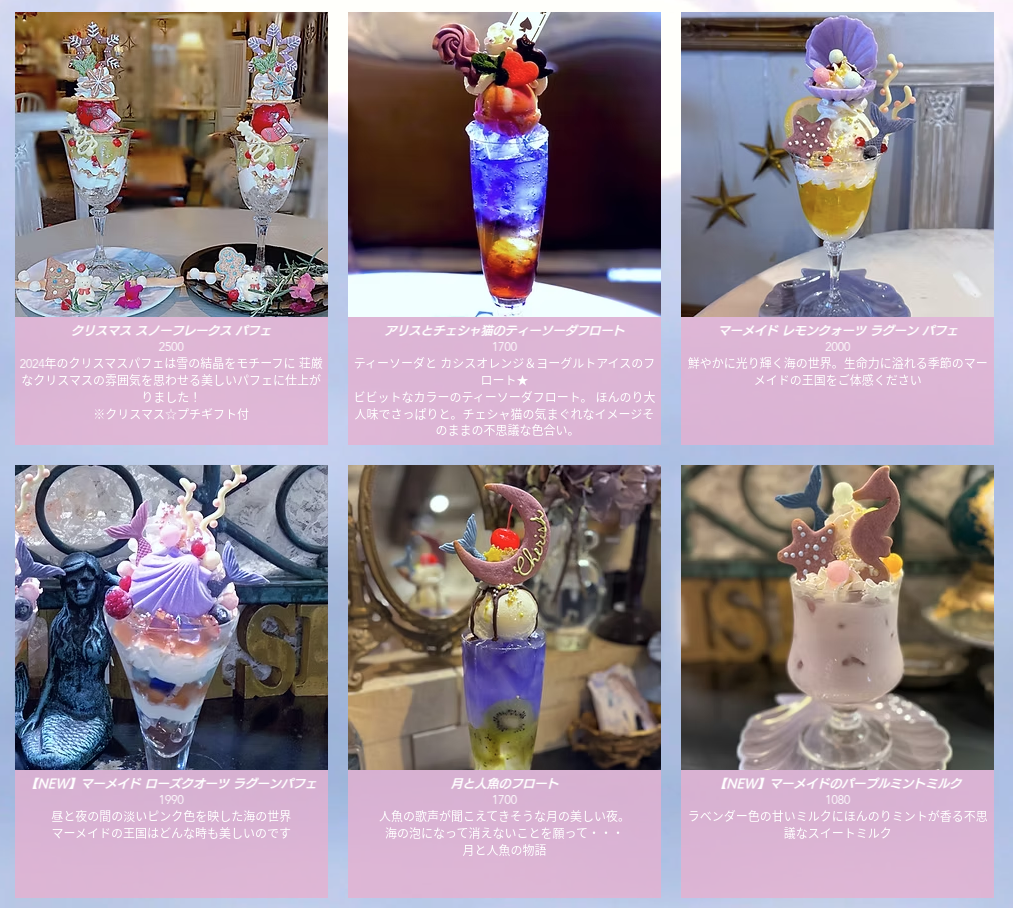 クリスマス スノーフレークス パフェ
2500
2024年のクリスマスパフェは雪の結晶をモチーフに 荘厳
なクリスマスの雰囲気を思わせる美しいパフェに仕上が
りました！
※クリスマス☆プチギフト付
アリスとチェシャ猫のティーソーダフロート
1700
ティーソーダと カシスオレンジ＆ヨーグルトアイスのフ
ロート★
ビビットなカラーのティーソーダフロート。 ほんのり大
人味でさっぱりと。チェシャ猫の気まぐれなイメージそ
のままの不思議な色合い。
マーメイド レモンクォーツ ラグーン パフェ
2000
鮮やかに光り輝く海の世界。生命力に溢れる季節のマー
メイドの王国をご体感ください
Cherish
【NEW】マーメイド ローズクオーツ ラグーンパフェ
1990
昼と夜の間の淡いピンク色を映した海の世界
マーメイドの王国はどんな時も美しいのです
月と人魚のフロート
1700
人魚の歌声が聞こえてきそうな月の美しい夜。
海の泡になって消えないことを願って・・・
月と人魚の物語
【NEW】マーメイドのパープルミントミルク
1080
ラベンダー色の甘いミルクにほんのりミントが香る不思
議なスイートミルク